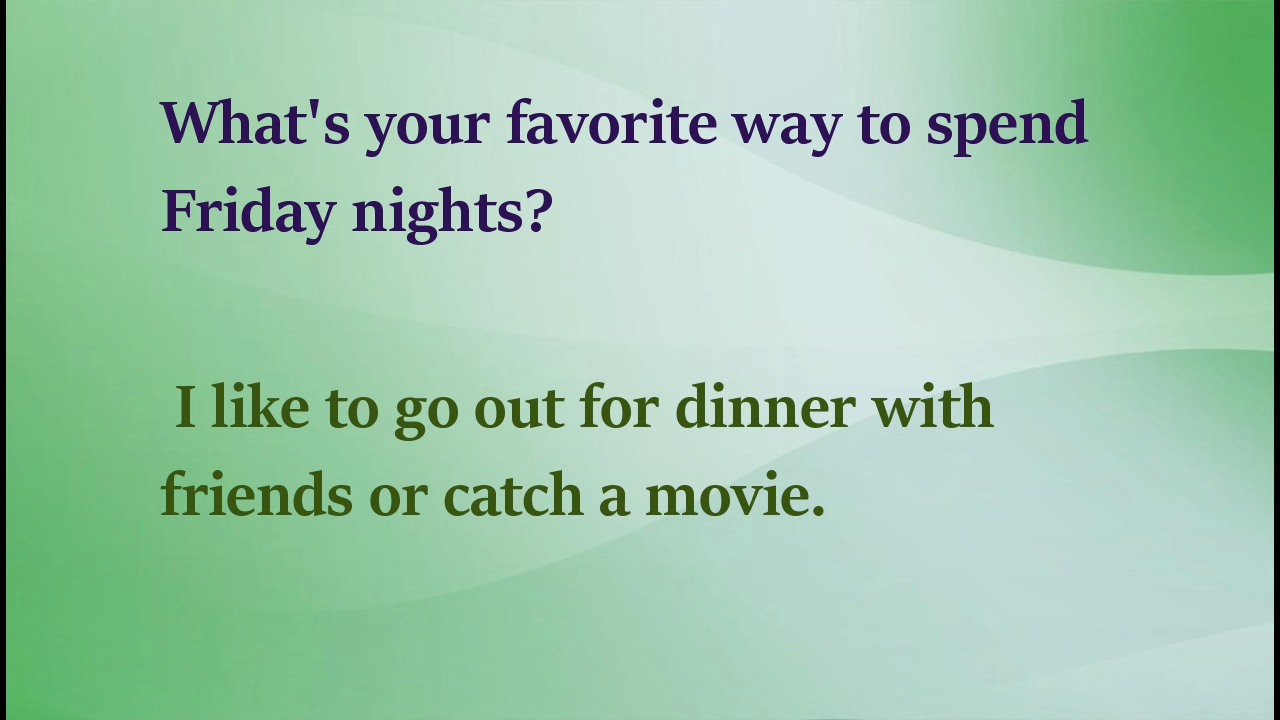 What's your favorite way to spend
Friday nights?
I like to go out for dinner with
friends or catch a movie.